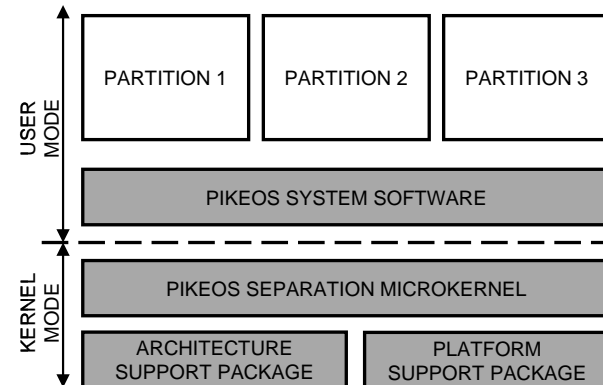 PARTITION 1
PARTITION 2
PARTITION 3
USER
MODE
PIKEOS SYSTEM SOFTWARE
KERNEL
MODE
PIKEOS SEPARATION MICROKERNEL
ARCHITECTURE
SUPPORT PACKAGE
PLATFORM
SUPPORT PACKAGE